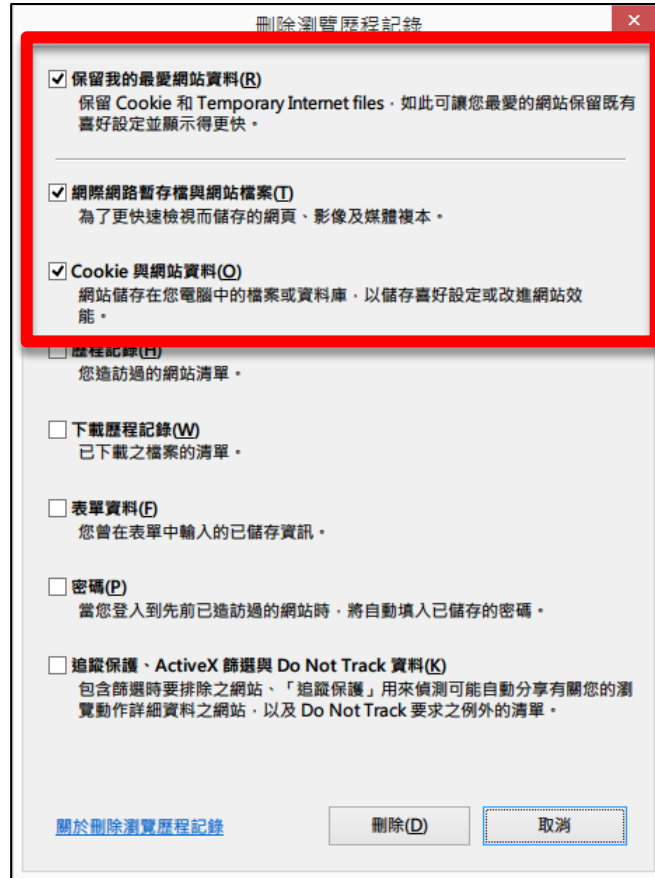 刪除瀏覽歷程記錄
保留我的最愛網站資料(R)
保留 Cookie 和 Temporary Internet files，如此可讓您最愛的網站保留既有
喜好設定並顯示得更快。
網際網路暫存檔與網站檔案(T)
為了更快速檢視而儲存的網頁、影像及媒體複本。
Cookie 與網站資料(O)
網站儲存在您電腦中的檔案或資料庫，以儲存喜好設定或改進網站效
能。
歷程記錄(H)
您造訪過的網站清單。
下載歷程記錄(W)
已下載之檔案的清單。
表單資料(F)
您曾在表單中輸入的已儲存資訊。
密碼(P)
當您登入到先前已造訪過的網站時，將自動填入已儲存的密碼。
追蹤保護、ActiveX 篩選與 Do Not Track 資料(K)
包含篩選時要排除之網站、「追蹤保護」用來偵測可能自動分享有關您的瀏
覽動作詳細資料之網站，以及 Do Not Track 要求之例外的清單。
關於刪除瀏覽歷程記錄
刪除(D)
取消